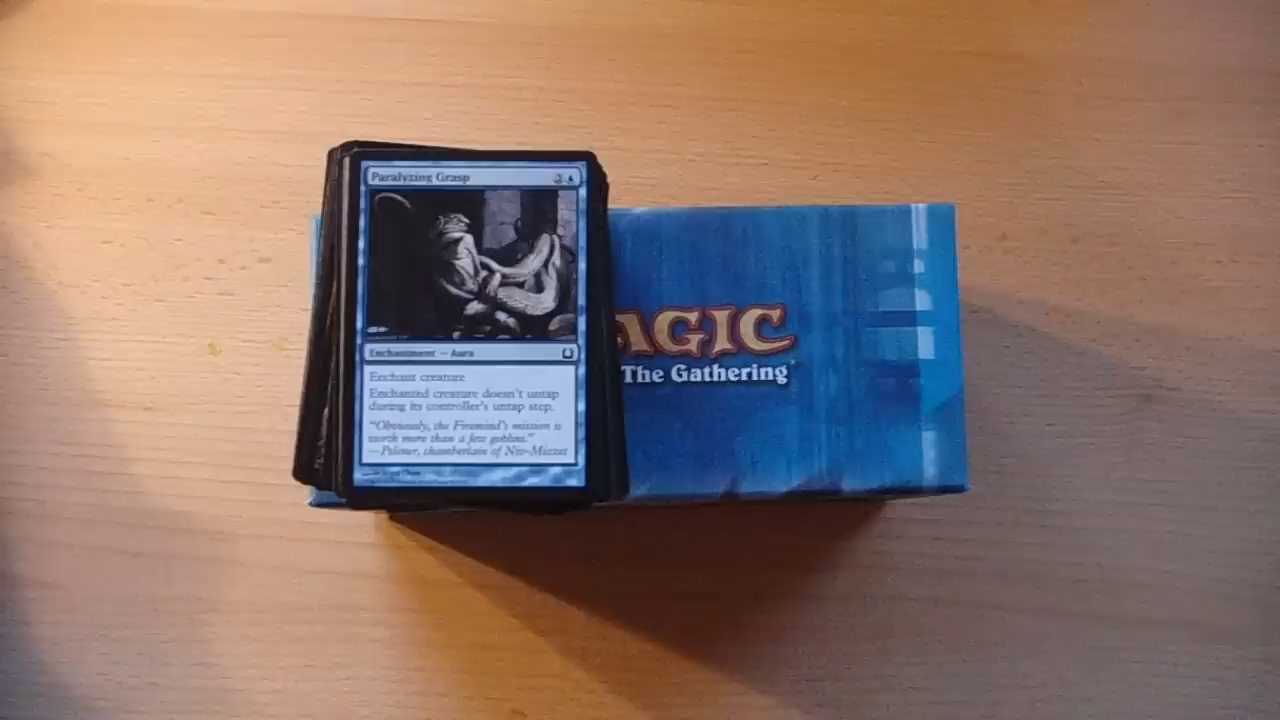 Paralyzing Grasp 2
Enchantment — Aura
Enchant creature
Enchanted creature doesn't untap
during its controller's untap step.
"Obviously, the Firemind's mission is
worth more than a few goblins."
—Pelener, chamberlain of Niv-Mizzet
AGIC
The Gathering